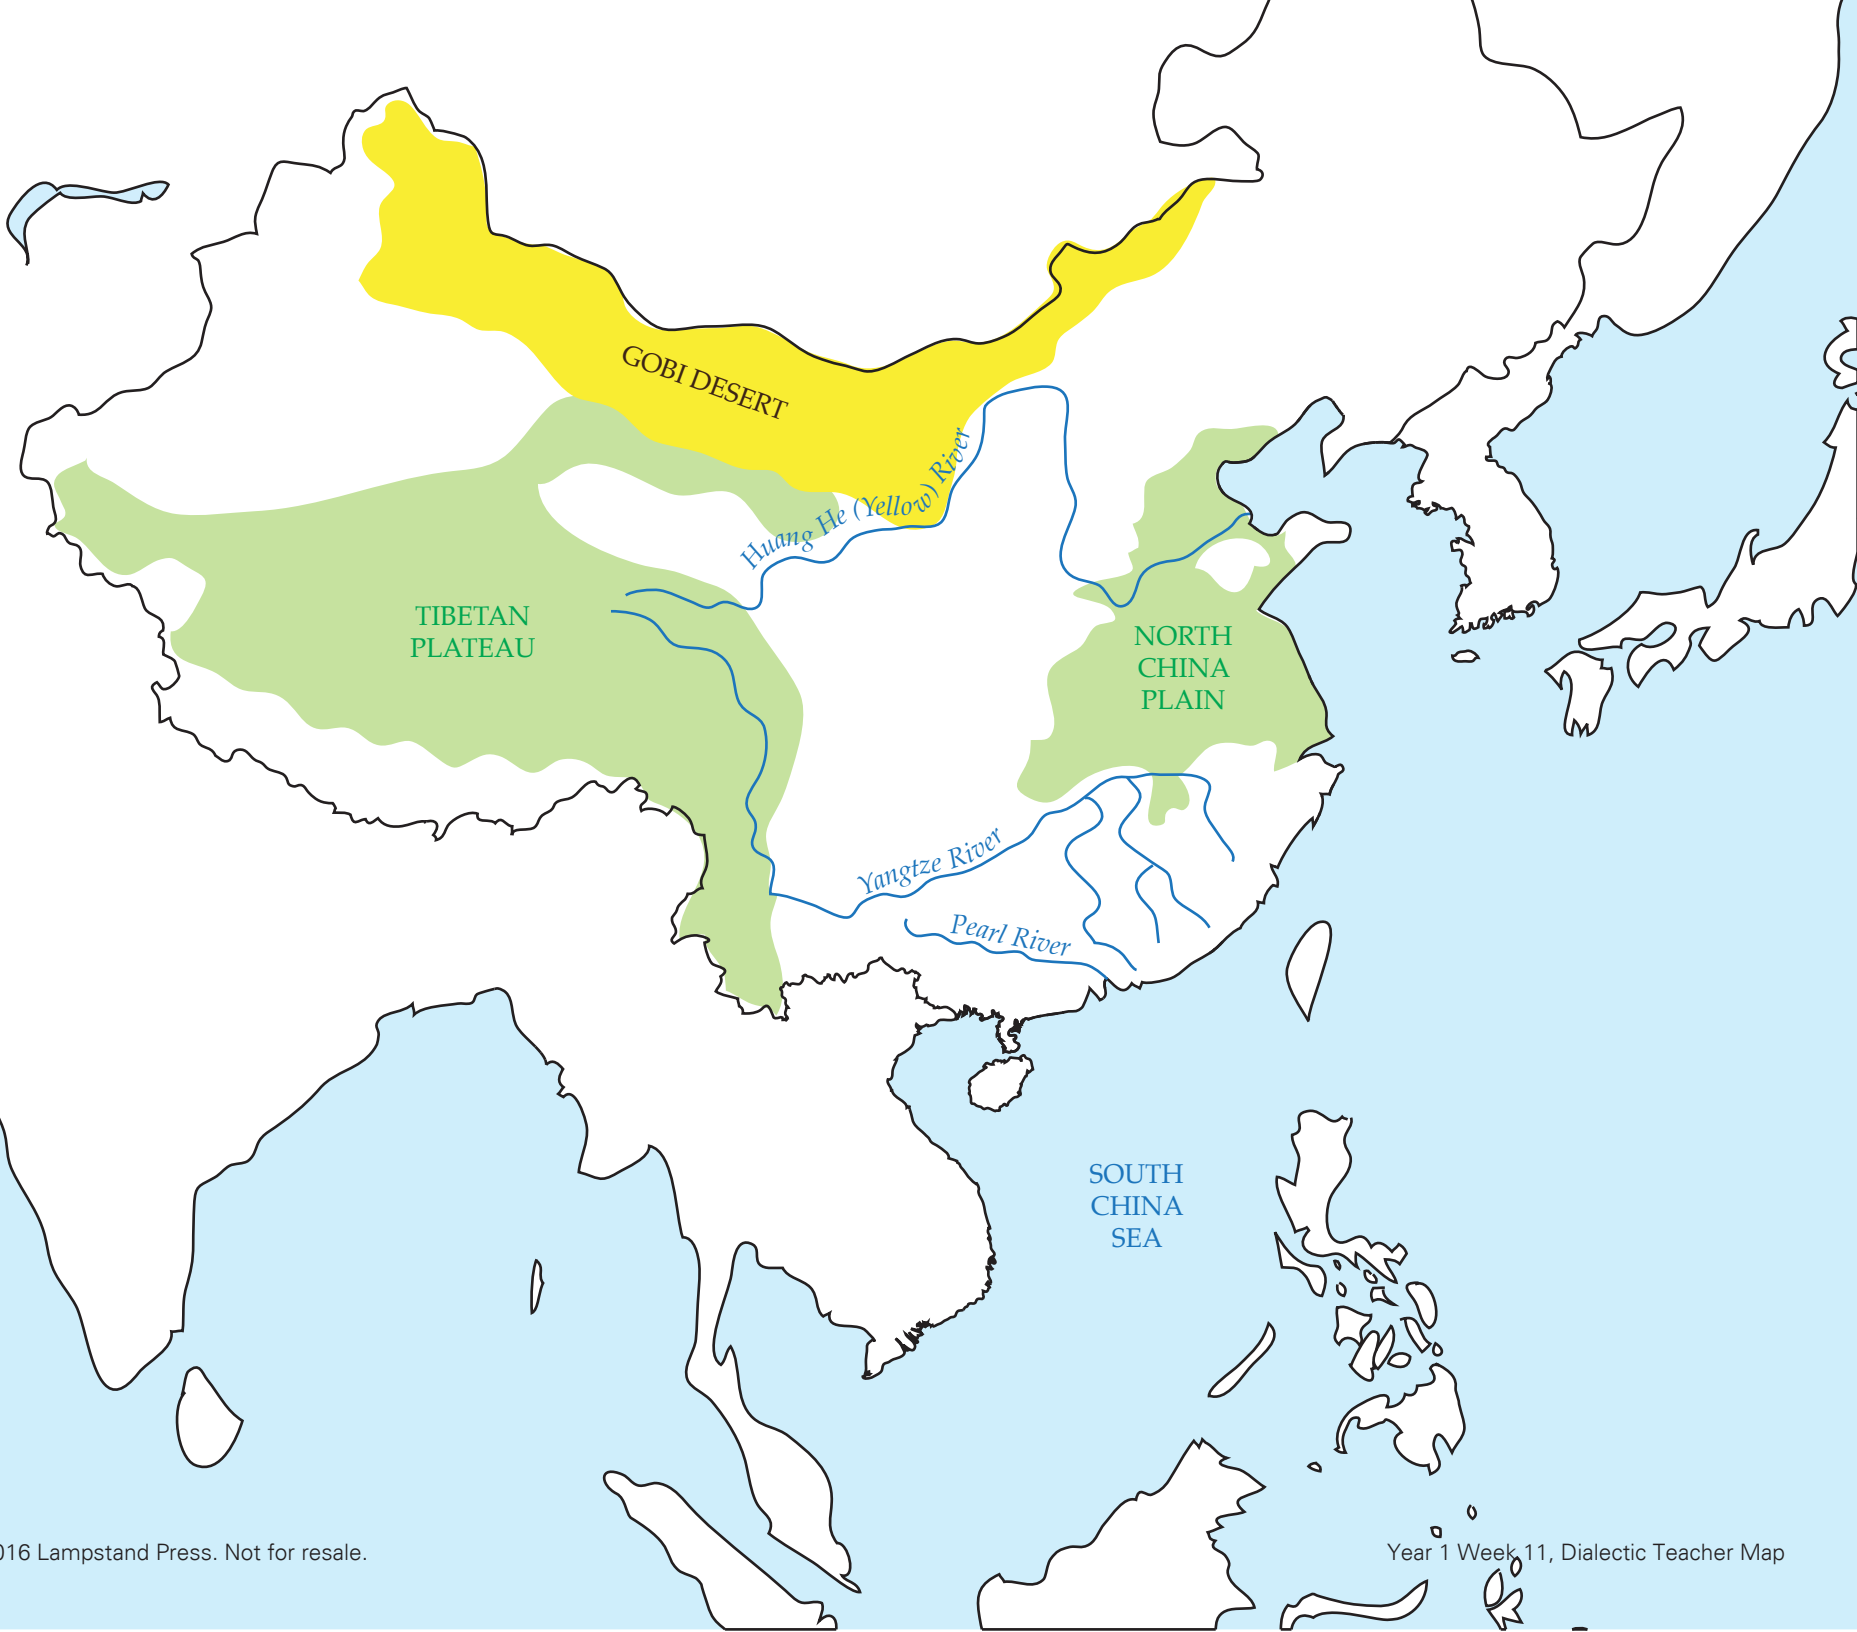 GOBI DESERT
Huang He (Yellow) River
TIBETAN
PLATEAU
NORTH
CHINA
PLAIN
Yangtze River
Pearl River
SOUTH
CHINA
SEA
016 Lampstand Press. Not for resale.
Year 1 Week 11, Dialectic Teacher Map